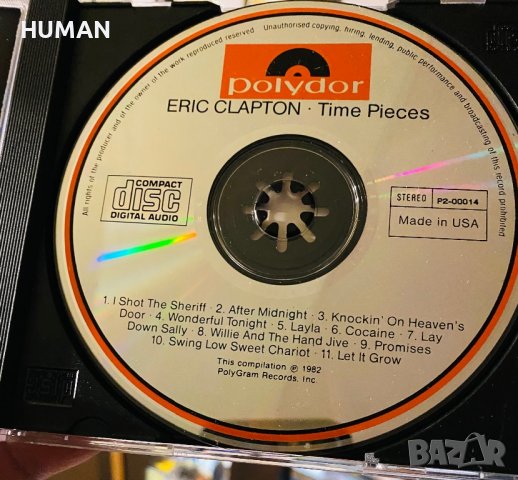 HUMAN
Unauthorised copying, hiring, lending, public performance and broadcasting of this record prohibited
All rights of the producer and of the owner of the work reproduced reserved
polydor
ERIC CLAPTON · Time Pieces
COMPACT
disc
DIGITAL AUDIO
STEREO P2-00014
Made in USA
1. I Shot The Sheriff · 2. After Midnight · 3. Knockin' On Heaven's
Door · 4. Wonderful Tonight · 5. Layla · 6. Cocaine · 7. Lay
Down Sally · 8. Willie And The Hand Jive · 9. Promises
10. Swing Low Sweet Chariot · 11. Let It Grow
This compilation ℗ 1982
PolyGram Records, Inc.
BAZAR